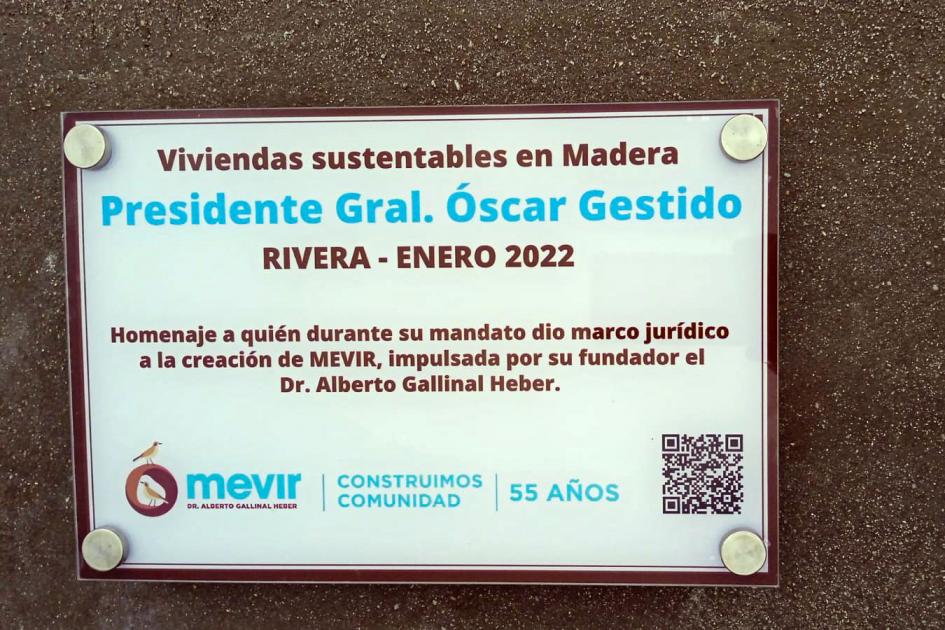 Viviendas sustentables en Madera
Presidente Gral. Óscar Gestido
RIVERA - ENERO 2022
Homenaje a quién durante su mandato dio marco jurídico
a la creación de MEVIR, impulsada por su fundador el
Dr. Alberto Gallinal Heber.
mevir
DR. ALBERTO GALLINAL HEBER
CONSTRUIMOS
COMUNIDAD
55 AÑOS